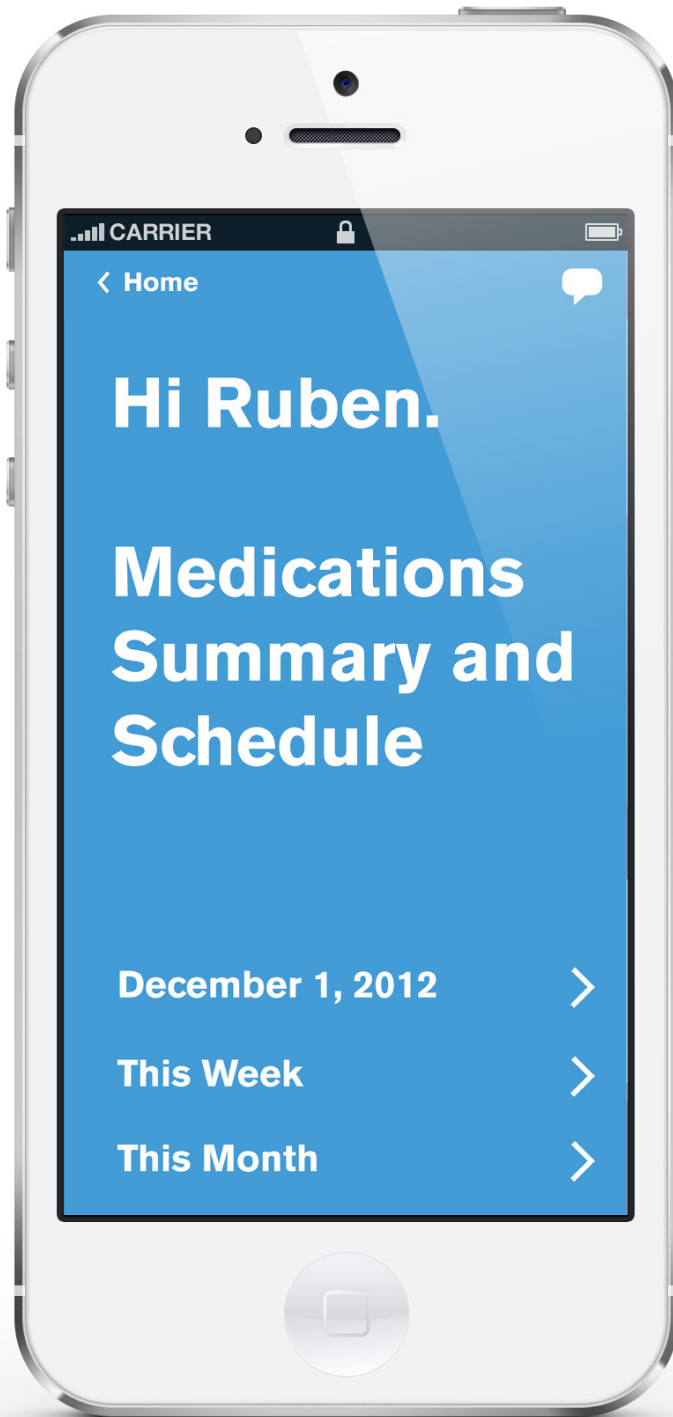 CARRIER
Home
Hi Ruben.
Medications
Summary and
Schedule
December 1, 2012
This Week
This Month